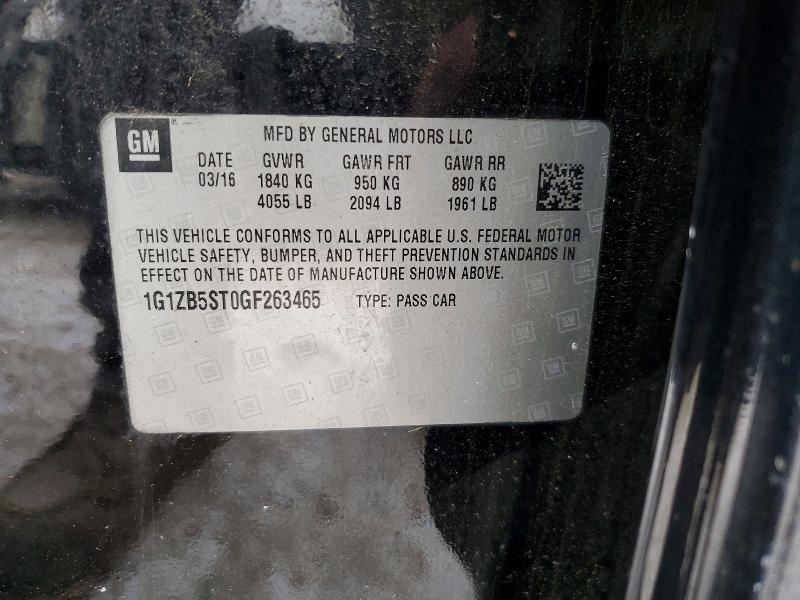 GM
MFD BY GENERAL MOTORS LLC
DATE GVWR GAWR FRT GAWR RR
03/16 1840 KG 950 KG 890 KG
4055 LB 2094 LB 1961 LB
THIS VEHICLE CONFORMS TO ALL APPLICABLE U.S. FEDERAL MOTOR
VEHICLE SAFETY, BUMPER, AND THEFT PREVENTION STANDARDS IN
EFFECT ON THE DATE OF MANUFACTURE SHOWN ABOVE.
1G1ZB5ST0GF263465 TYPE: PASS CAR